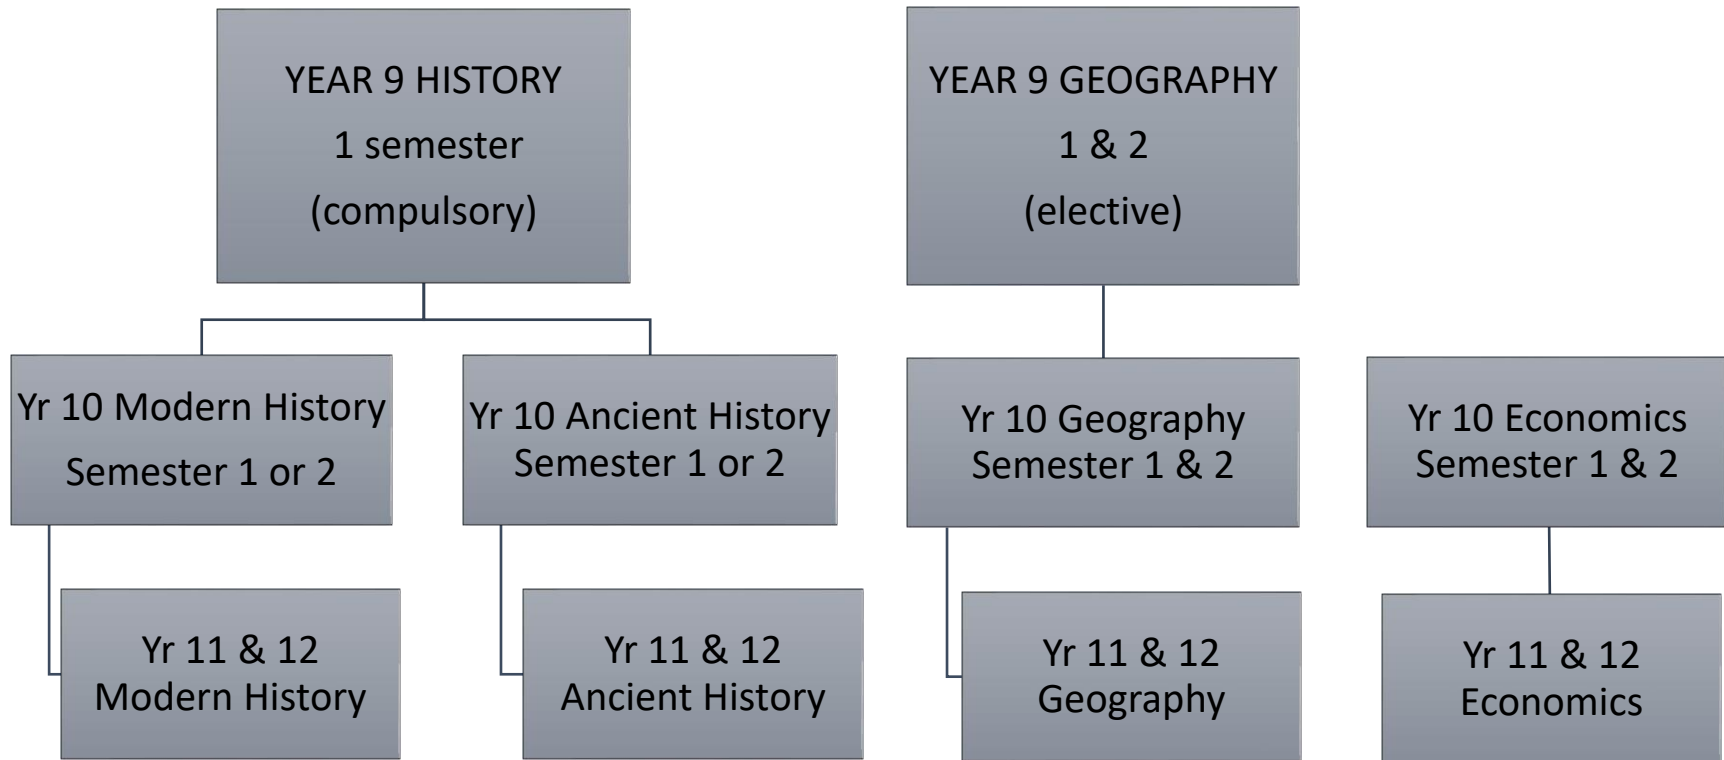 YEAR 9 HISTORY
1 semester
(compulsory)
YEAR 9 GEOGRAPHY
1 & 2
(elective)
Yr 10 Modern History
Semester 1 or 2
Yr 10 Ancient History
Semester 1 or 2
Yr 10 Geography
Semester 1 & 2
Yr 10 Economics
Semester 1 & 2
Yr 11 & 12
Modern History
Yr 11 & 12
Ancient History
Yr 11 & 12
Geography
Yr 11 & 12
Economics